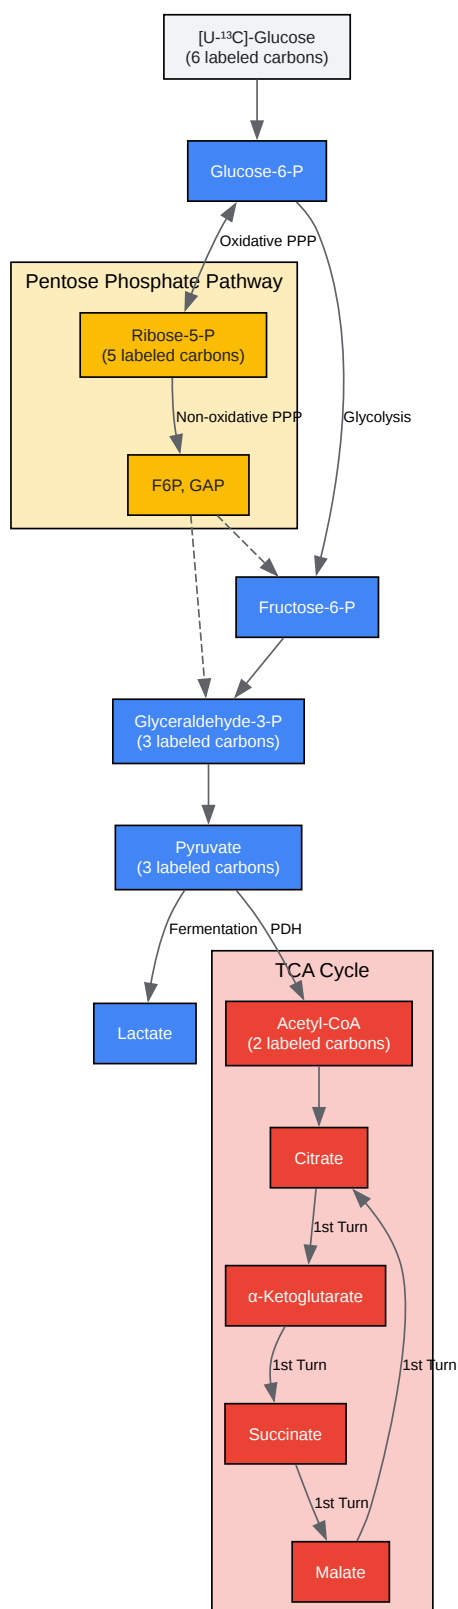 [U-¹³C]-Glucose
(6 labeled carbons)
Glucose-6-P
Oxidative PPP
Pentose Phosphate Pathway
Ribose-5-P
(5 labeled carbons)
Non-oxidative PPP
Glycolysis
F6P, GAP
Fructose-6-P
Glyceraldehyde-3-P
(3 labeled carbons)
Pyruvate
(3 labeled carbons)
Fermentation
PDH
TCA Cycle
Lactate
Acetyl-CoA
(2 labeled carbons)
Citrate
1st Turn
α-Ketoglutarate
1st Turn
1st Turn
Succinate
1st Turn
Malate